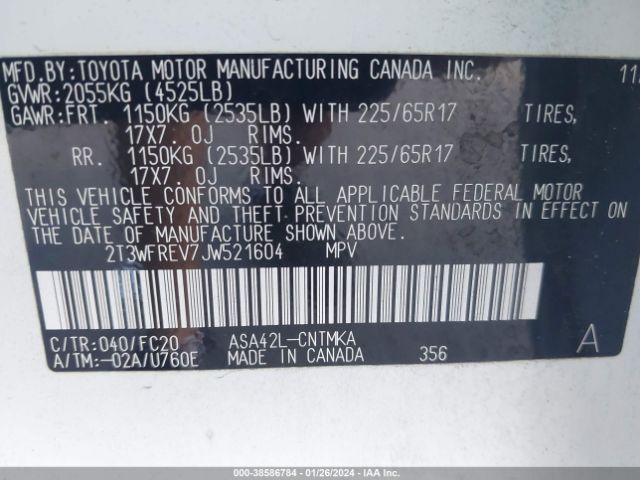 MFD.BY:TOYOTA MOTOR MANUFACTURING CANADA INC. 11
GVWR:2055KG (4525LB)
GAWR:FRT. 1150KG (2535LB) WITH 225/65R17 TIRES,
17X7.0J RIMS.
RR. 1150KG (2535LB) WITH 225/65R17 TIRES,
17X7.0J RIMS.
THIS VEHICLE CONFORMS TO ALL APPLICABLE FEDERAL MOTOR
VEHICLE SAFETY AND THEFT PREVENTION STANDARDS IN EFFECT ON
THE DATE OF MANUFACTURE SHOWN ABOVE.
2T3WFREV7JW521604 MPV
C/TR:040/FC20 ASA42L-CNTMKA
A/TM:-02A/U760E MADE IN CANADA 356 A
000-38586784 - 01/26/2024 - IAA Inc.